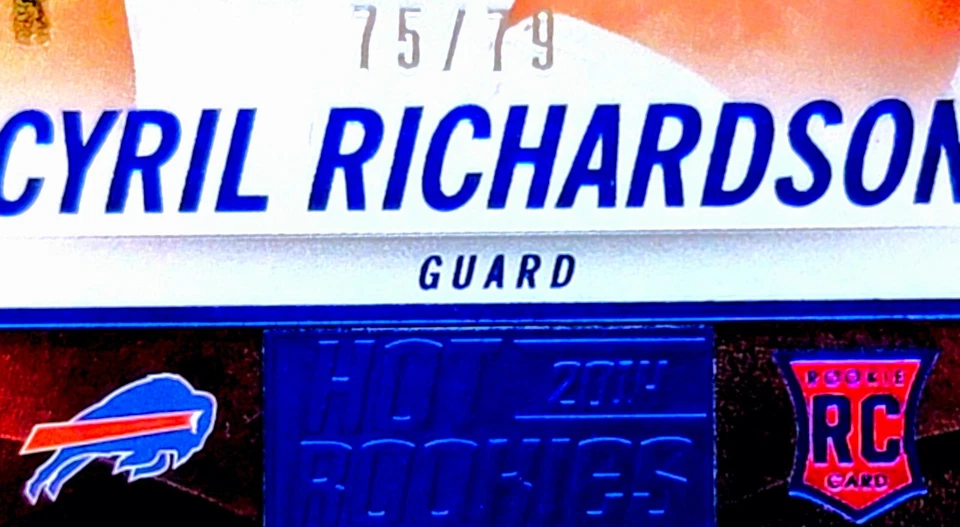 75/79
CYRIL RICHARDSON
GUARD
HOT 2014
ROOKIES
ROOKIE
RC
CARD